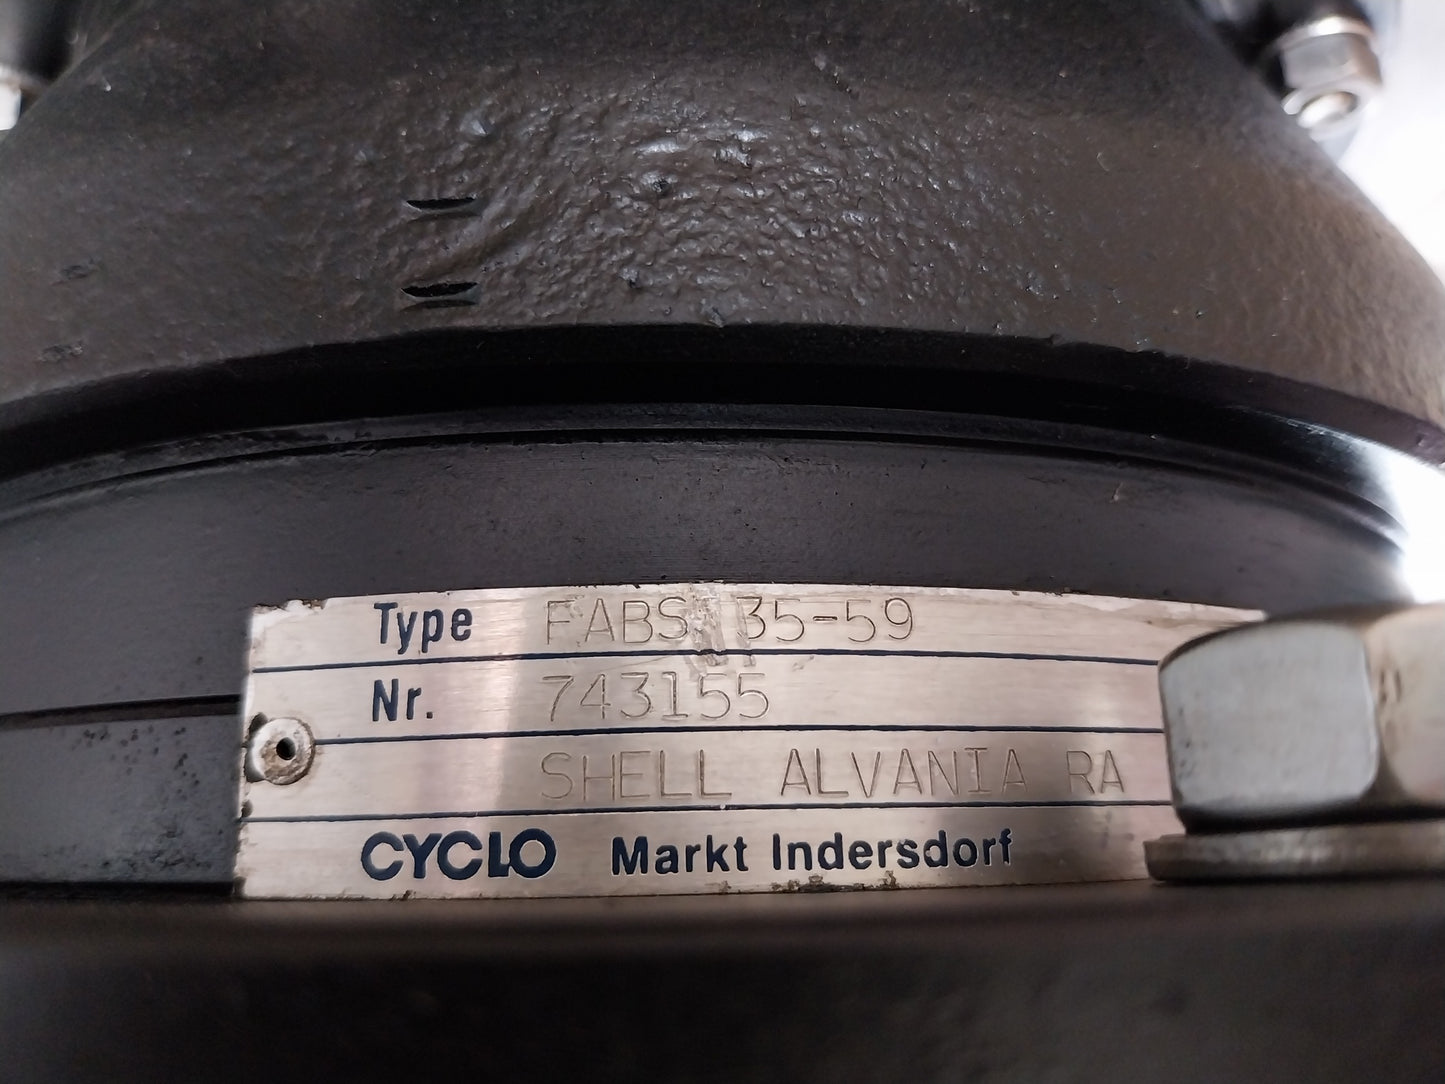 Type FABS 35-59
Nr. 743155
SHELL ALVANIA RA
CYCLO Markt Indersdorf